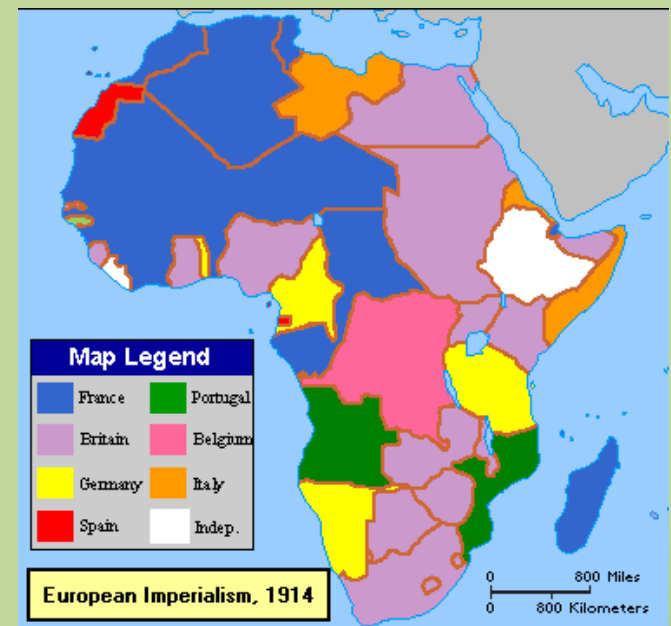 Map Legend
France
Portugal
Britain
Belgium
Germany
Italy
Spain
Indep.
European Imperialism, 1914
0 800 Miles
0 800 Kilometers